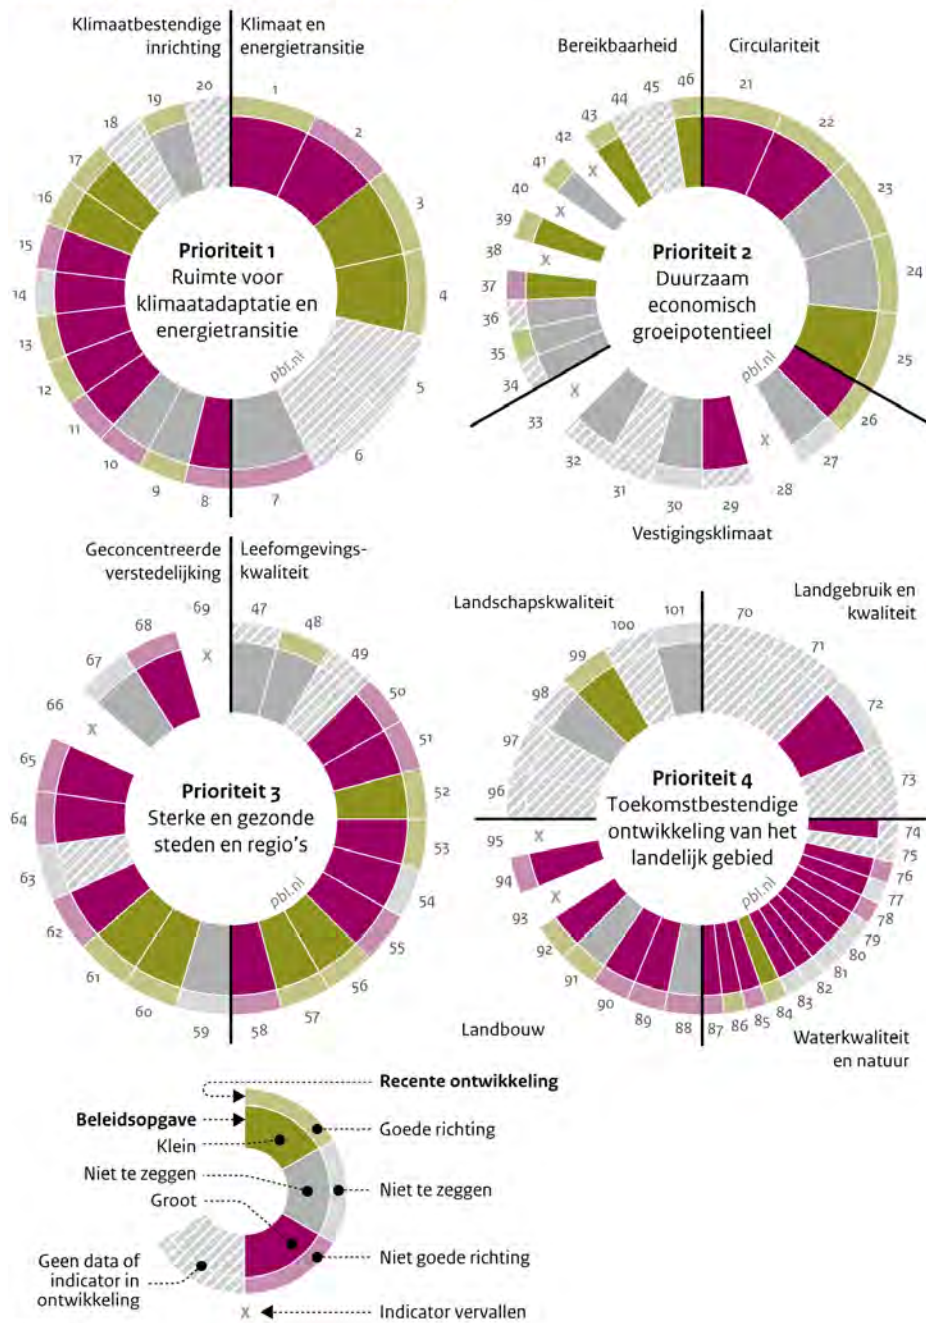 Klimaatbestendige
inrichting
Klimaat en
energietransitie
1
2
3
4
5
6
7
8
9
10
11
12
13
14
15
16
17
18
19
20
Prioriteit 1
Ruimte voor
klimaatadaptatie en
energietransitie
pbl.nl
Bereikbaarheid
Circulariteit
21
22
23
24
25
26
27
28
29
30
31
32
33
34
35
36
37
38
39
40
41
42
43
44
45
46
x
x
x
x
x
Prioriteit 2
Duurzaam
economisch
groeipotentieel
pbl.nl
Vestigingsklimaat
Geconcentreerde
verstedelijking
Leefomgevings-
kwaliteit
47
48
49
50
51
52
53
54
55
56
57
58
59
60
61
62
63
64
65
66
67
68
69
x
x
Prioriteit 3
Sterke en gezonde
steden en regio's
pbl.nl
Landschapskwaliteit
Landgebruik en
kwaliteit
70
71
72
73
74
75
76
77
78
79
80
81
82
83
84
85
86
87
88
89
90
91
92
93
94
95
96
97
98
99
100
101
x
x
Prioriteit 4
Toekomstbestendige
ontwikkeling van het
landelijk gebied
pbl.nl
Landbouw
Waterkwaliteit
en natuur
Recente ontwikkeling
Beleidsopgave
Klein
Goede richting
Niet te zeggen
Niet te zeggen
Groot
Niet goede richting
Geen data of
indicator in
ontwikkeling
x
Indicator vervallen